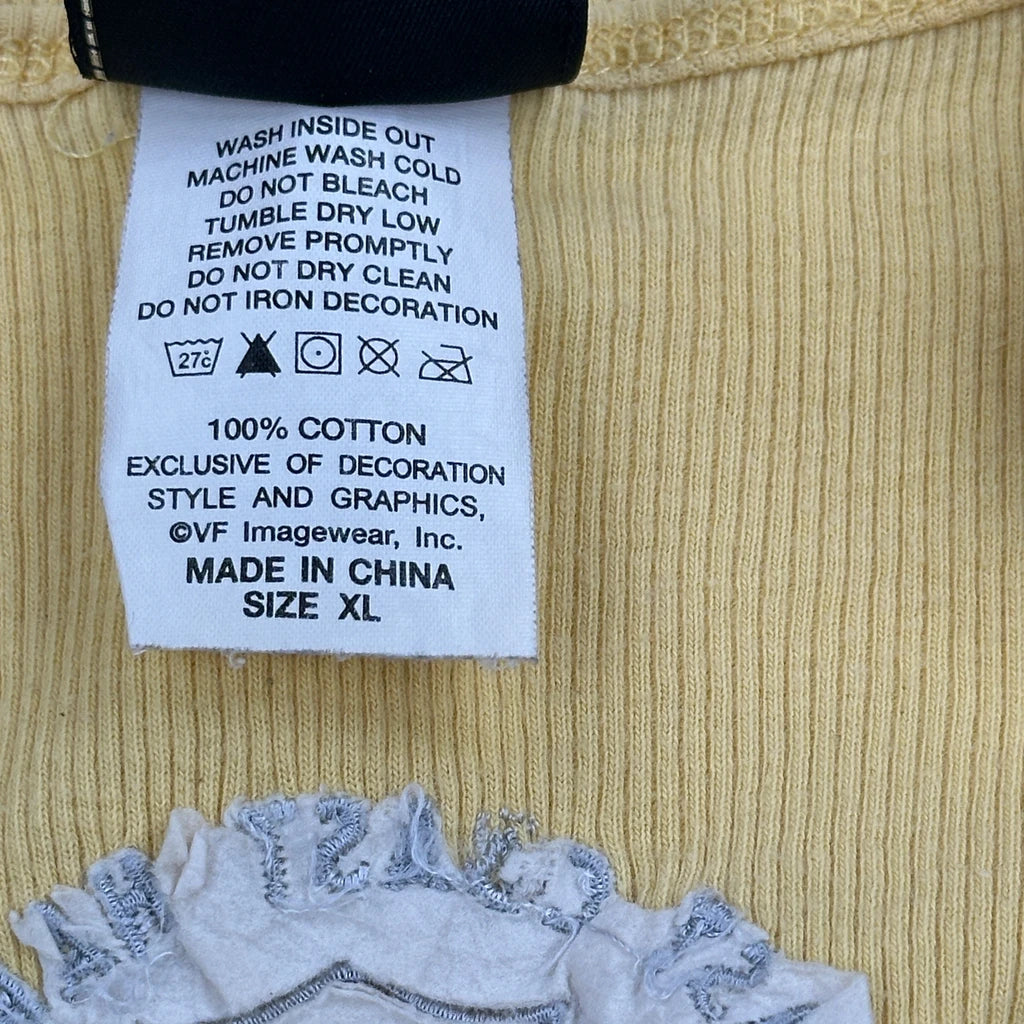 WASH INSIDE OUT
MACHINE WASH COLD
DO NOT BLEACH
TUMBLE DRY LOW
REMOVE PROMPTLY
DO NOT DRY CLEAN
DO NOT IRON DECORATION
27c
100% COTTON
EXCLUSIVE OF DECORATION
STYLE AND GRAPHICS,
©VF Imagewear, Inc.
MADE IN CHINA
SIZE XL